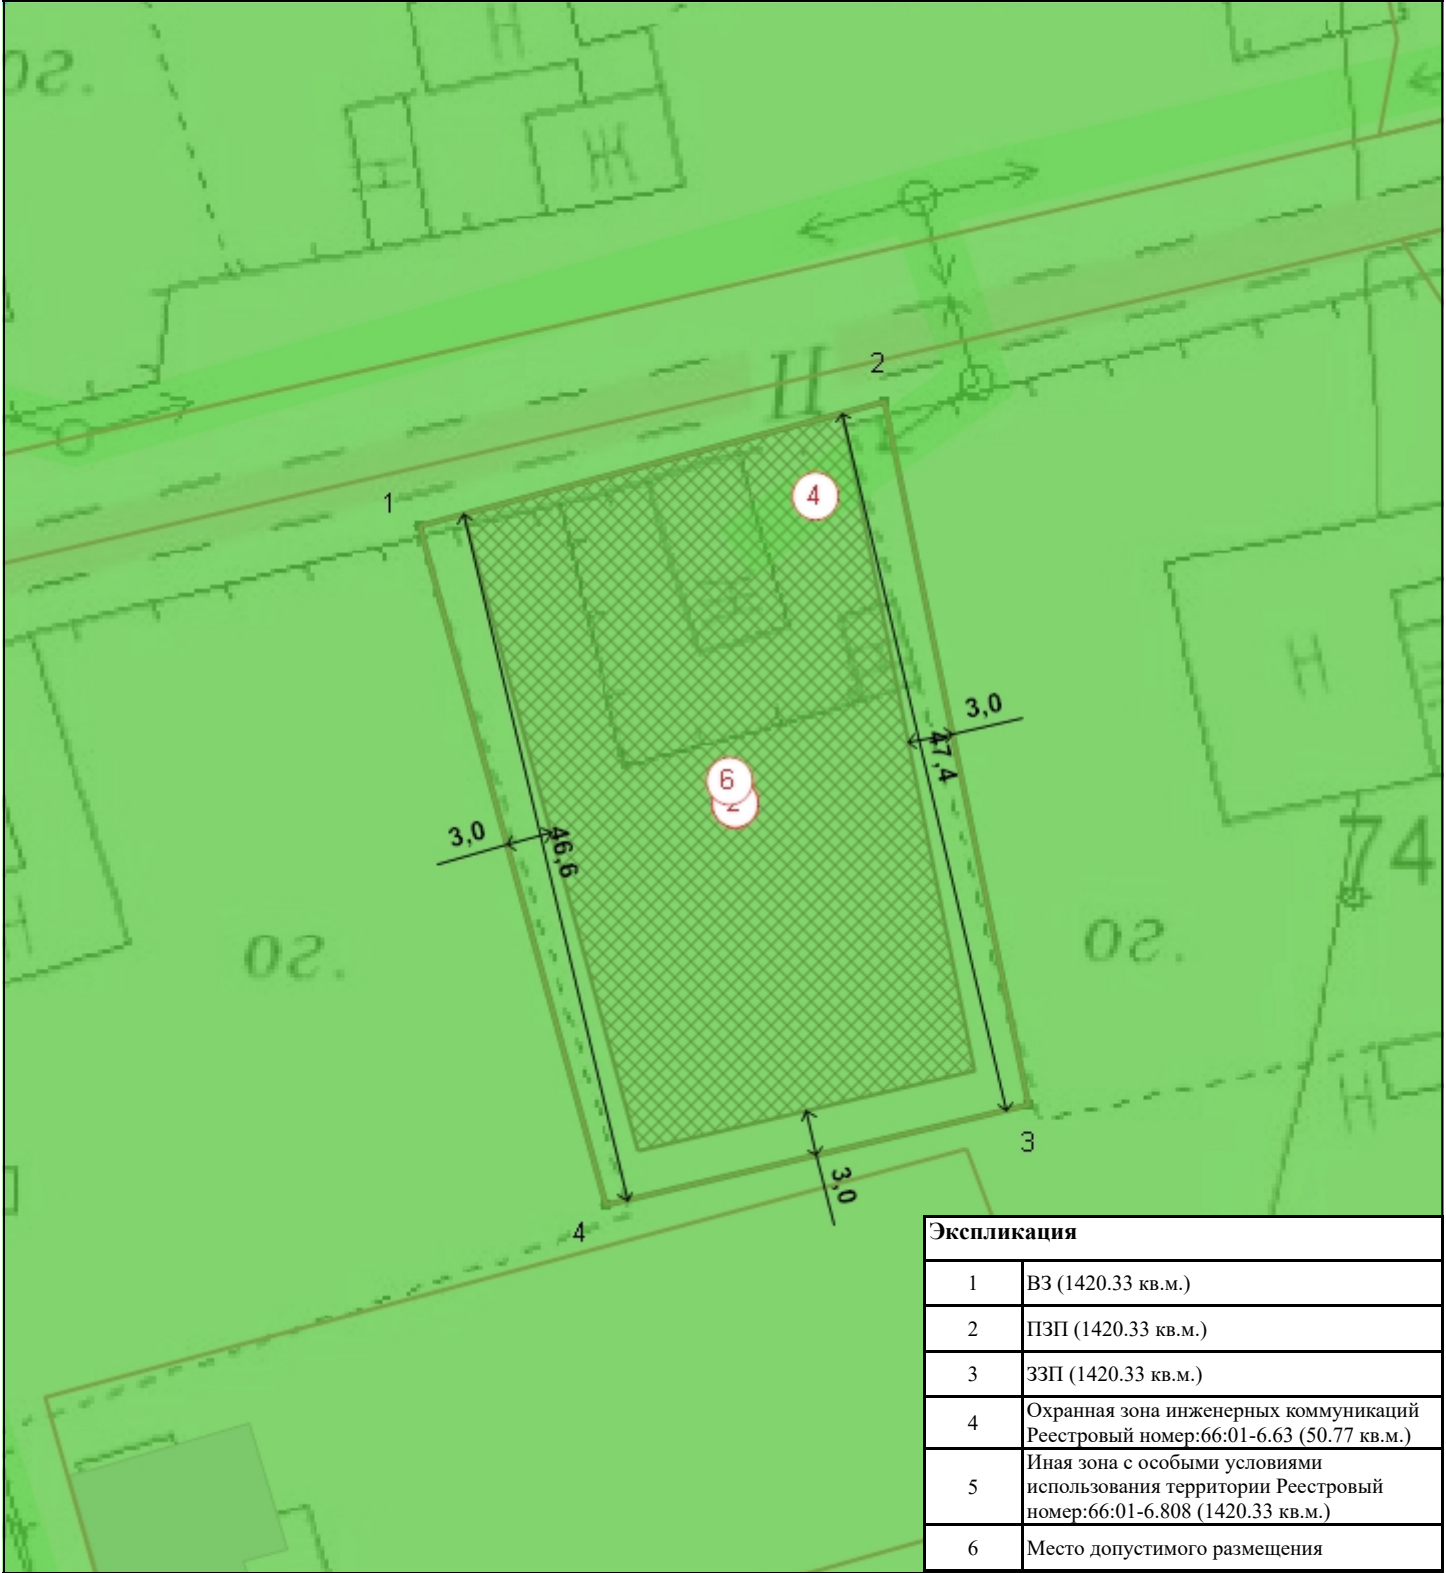 Н
ог.
Ж
Н
2
1
4
Н
3,0
6
47,4
3,0
46,6
74
ог.
ог.
Н
3
3,0
4
Экспликация
1 ВЗ (1420.33 кв.м.)
2 ПЗП (1420.33 кв.м.)
3 ЗЗП (1420.33 кв.м.)
4 Охранная зона инженерных коммуникаций
Реестровый номер:66:01-6.63 (50.77 кв.м.)
5 Иная зона с особыми условиями
использования территории Реестровый
номер:66:01-6.808 (1420.33 кв.м.)
6 Место допустимого размещения